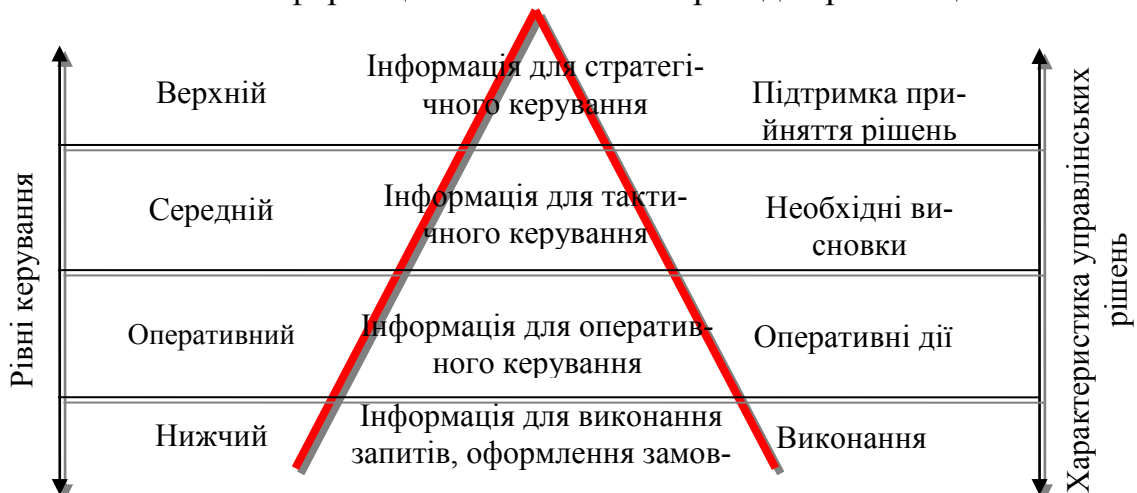 Верхній
Інформація для стратегі-
чного керування
Підтримка при-
йняття рішень
Середній
Інформація для такти-
чного керування
Необхідні ви-
сновки
Оперативний
Інформація для оператив-
ного керування
Оперативні дії
Нижчий
Інформація для виконання
запитів, оформлення замов-
Виконання
Рівні керування
Характеристика управлінських
рішень